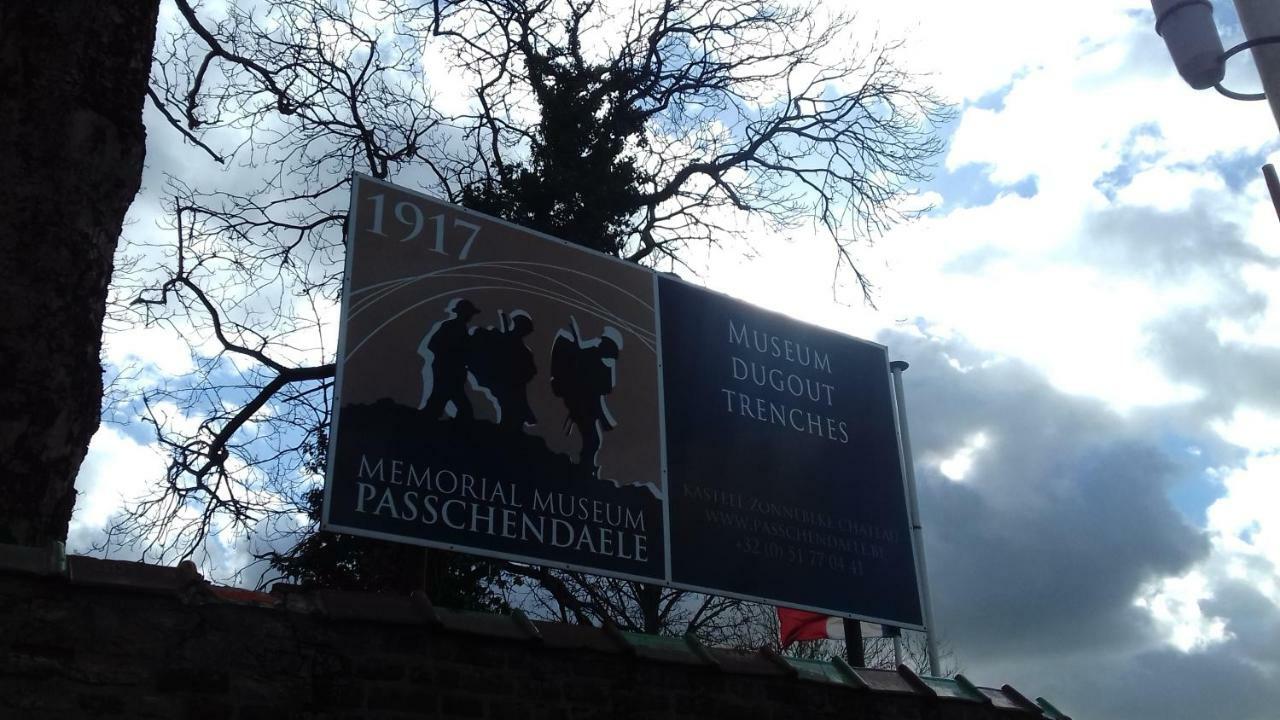 1917
MEMORIAL MUSEUM
PASSCHENDAELE
MUSEUM
DUGOUT
TRENCHES
KASTEEL ZONNEBEKE CHATEAU
WWW.PASSCHENDAELE.BE
+32 (0) 51 77 04 41